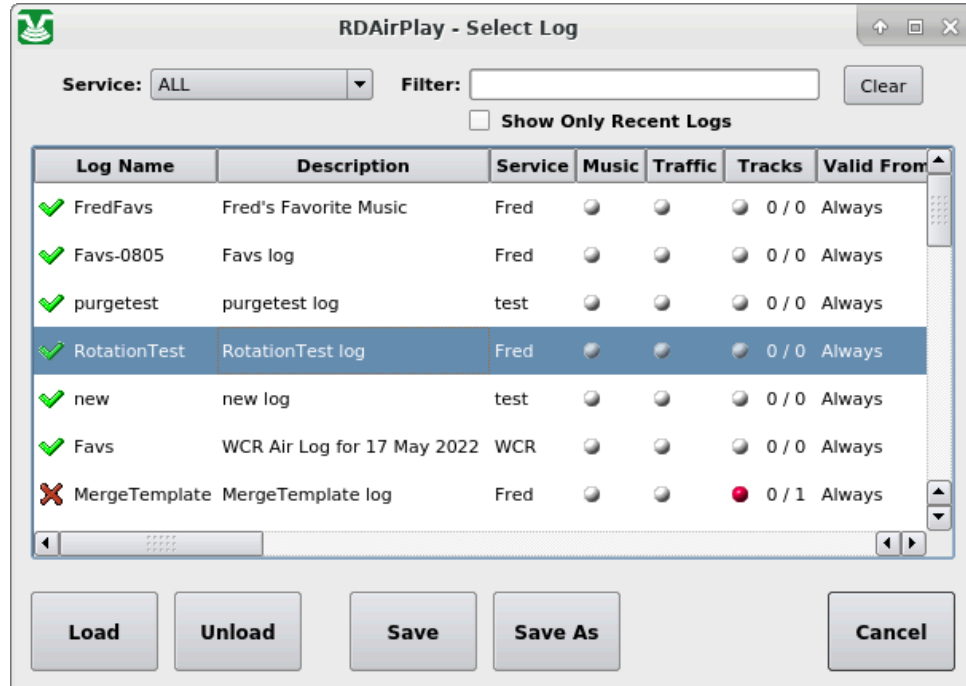 RDAirPlay - Select Log
Service: ALL Filter: Clear
Show Only Recent Logs
Log Name Description Service Music Traffic Tracks Valid From
FredFavs Fred's Favorite Music Fred 0 / 0 Always
Favs-0805 Favs log Fred 0 / 0 Always
purgetest purgetest log test 0 / 0 Always
RotationTest RotationTest log Fred 0 / 0 Always
new new log test 0 / 0 Always
Favs WCR Air Log for 17 May 2022 WCR 0 / 0 Always
MergeTemplate MergeTemplate log Fred 0 / 1 Always
Load Unload Save Save As Cancel